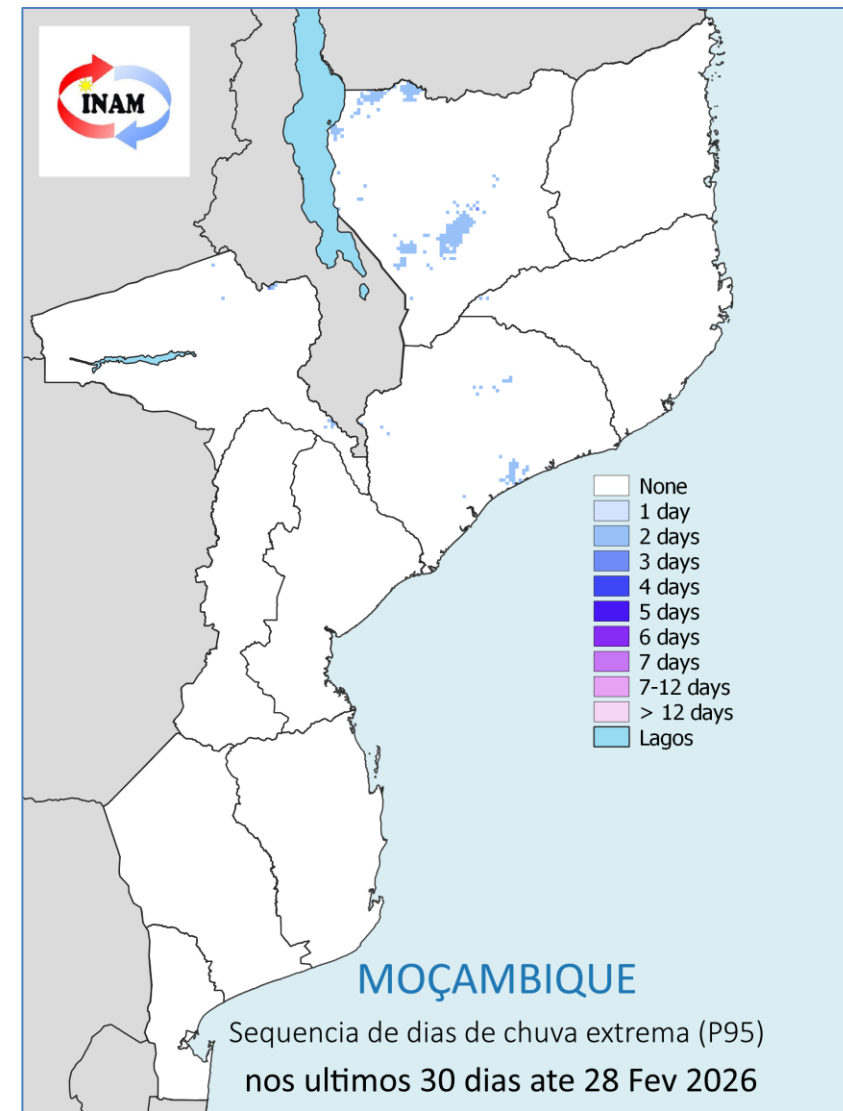 INAM
None
1 day
2 days
3 days
4 days
5 days
6 days
7 days
7-12 days
> 12 days
Lagos
MOÇAMBIQUE
Sequencia de dias de chuva extrema (P95)
nos ultimos 30 dias ate 28 Fev 2026